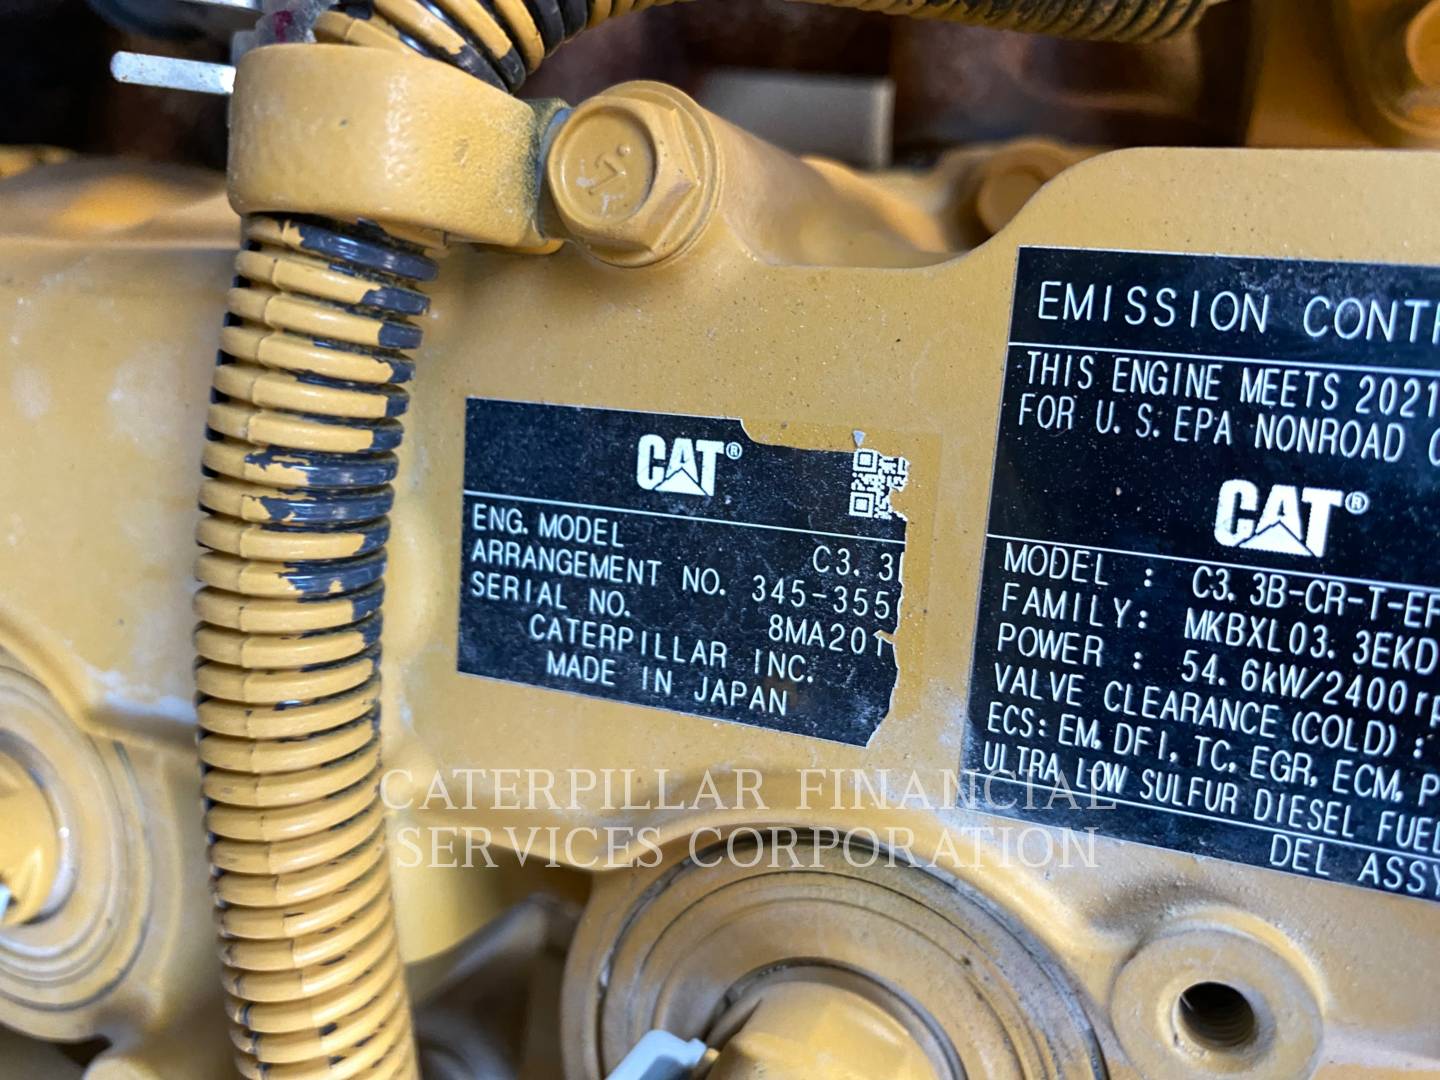 CAT®
ENG. MODEL C3. 3
ARRANGEMENT NO. 345-355
SERIAL NO. 8MA201
CATERPILLAR INC.
MADE IN JAPAN
EMISSION CONT
THIS ENGINE MEETS 2021
FOR U. S. EPA NONROAD
CAT®
MODEL : C3. 3B-CR-T-EF
FAMILY: MKBXL03. 3EKD
POWER : 54. 6kW/2400r
VALVE CLEARANCE (COLD) :
ECS: EM, DFI, TC, EGR, ECM, P
ULTRA LOW SULFUR DIESEL FUEL
DEL ASSY
CATERPILLAR FINANCIAL
SERVICES CORPORATION
7